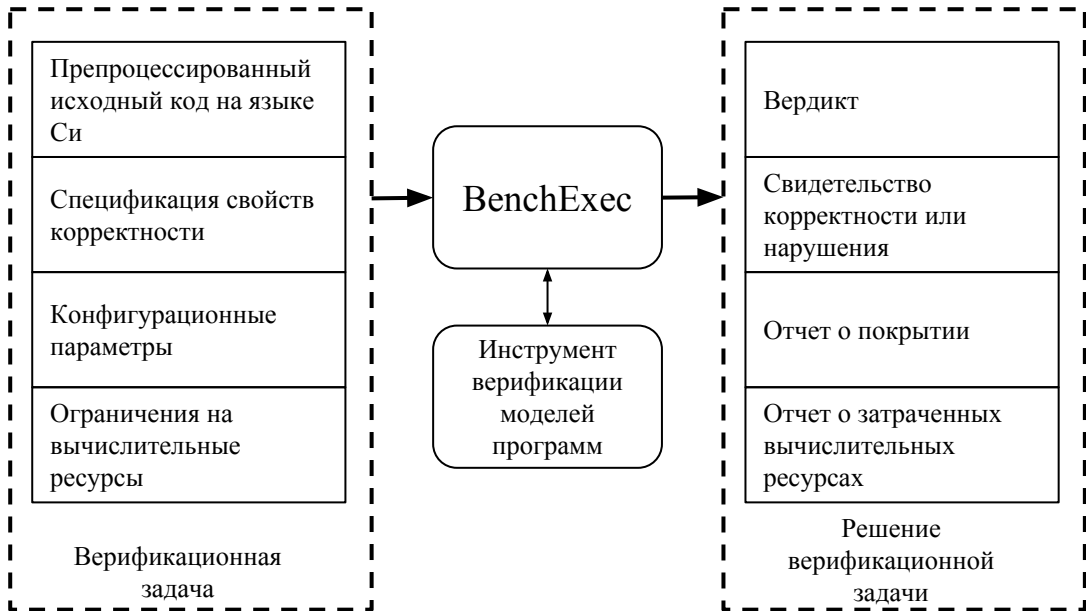 Препроцессированный
исходный код на языке
Си
Спецификация свойств
корректности
Конфигурационные
параметры
Ограничения на
вычислительные
ресурсы
Верификационная
задача
BenchExec
Инструмент
верификации
моделей
программ
Вердикт
Свидетельство
корректности или
нарушения
Отчет о покрытии
Отчет о затраченных
вычислительных
ресурсах
Решение
верификационной
задачи